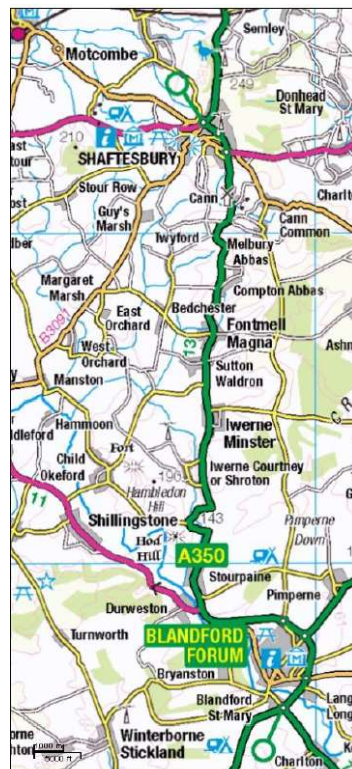 Semley
Motcombe
249
Donhead
St Mary
210
SHAFTESBURY
Stour Row
Cann
Guy's
Marsh
Cann
Common
Twyford
Melbury
Abbas
Margaret
Marsh
Compton Abbas
East
Orchard
Bedchester
B3091
Fontmell
Magna
13
West
Orchard
Sutton
Waldron
Manston
Hammoon
Iwerne
Minster
Child
Okeford
Fort
Iwerne Courtney
or Shroton
11
Hambledon
Hill
Shillingstone
143
Pimperne
Down
Hod
Hill
A350
Stourpaine
Pimperne
Durweston
BLANDFORD
FORUM
Turnworth
Bryanston
Blandford
St Mary
Winterborne
Stickland
Charlton